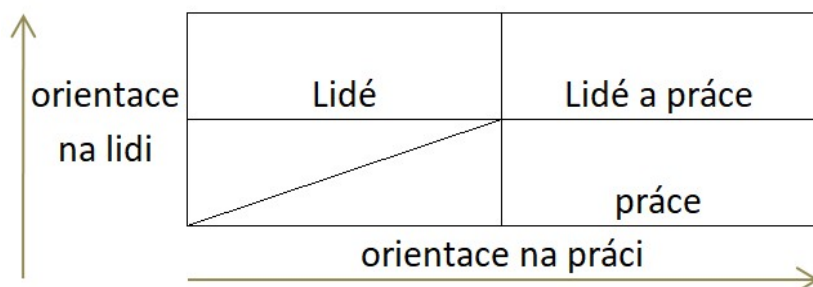 orientace
na lidi
Lidé
Lidé a práce
práce
orientace na práci